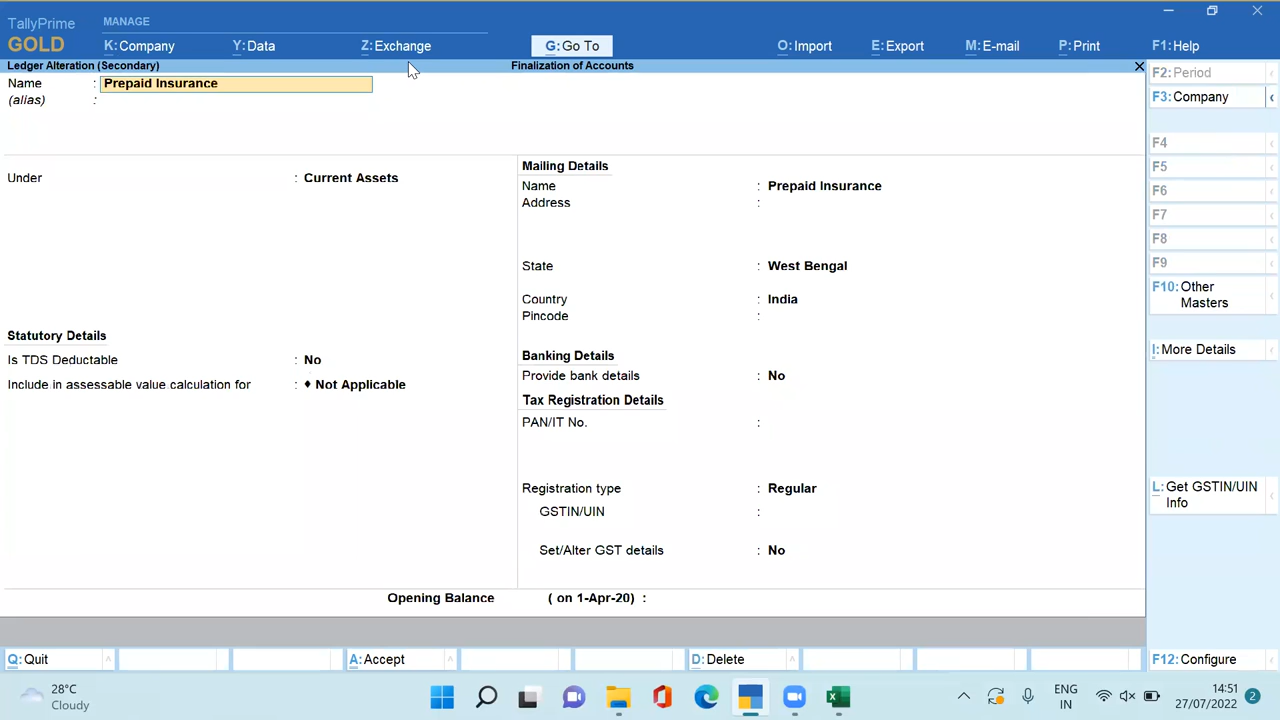 TallyPrime
GOLD
MANAGE
K:Company
Y:Data
Z:Exchange
G:Go To
O:Import
E:Export
M:E-mail
P:Print
F1:Help
Ledger Alteration (Secondary)
Finalization of Accounts
Name : Prepaid Insurance
(alias) :
Under : Current Assets
Statutory Details
Is TDS Deductable : No
Include in assessable value calculation for : ♦ Not Applicable
Mailing Details
Name : Prepaid Insurance
Address :
State : West Bengal
Country : India
Pincode :
Banking Details
Provide bank details : No
Tax Registration Details
PAN/IT No. :
Registration type : Regular
GSTIN/UIN :
Set/Alter GST details : No
Opening Balance ( on 1-Apr-20) :
F2:Period
F3:Company
F4
F5
F6
F7
F8
F9
F10:Other
Masters
I:More Details
L:Get GSTIN/UIN
Info
Q:Quit
A:Accept
D:Delete
F12:Configure
28°C
Cloudy
ENG
IN
14:51
27/07/2022
2